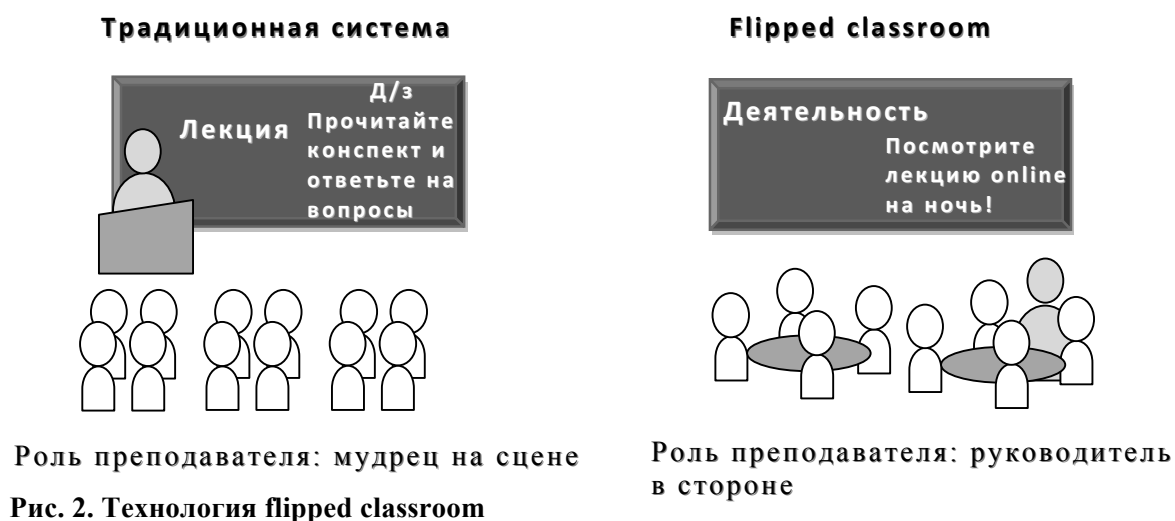 Традиционная система
Лекция
Д/з
Прочитайте
конспект и
ответьте на
вопросы
Роль преподавателя: мудрец на сцене
Flipped classroom
Деятельность
Посмотрите
лекцию online
на ночь!
Роль преподавателя: руководитель
в стороне
Рис. 2. Технология flipped classroom